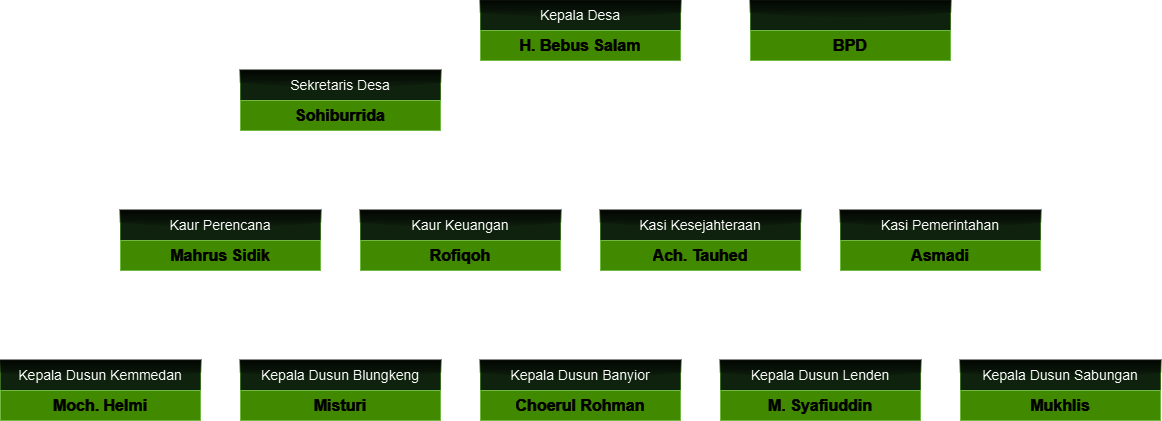 Kepala Desa
H. Bebus Salam
BPD
Sekretaris Desa
Sohiburrida
Kaur Perencana
Mahrus Sidik
Kaur Keuangan
Rofiqoh
Kasi Kesejahteraan
Ach. Tauhed
Kasi Pemerintahan
Asmadi
Kepala Dusun Kemmedan
Moch. Helmi
Kepala Dusun Blungkeng
Misturi
Kepala Dusun Banyior
Choerul Rohman
Kepala Dusun Lenden
M. Syafiuddin
Kepala Dusun Sabungan
Mukhlis